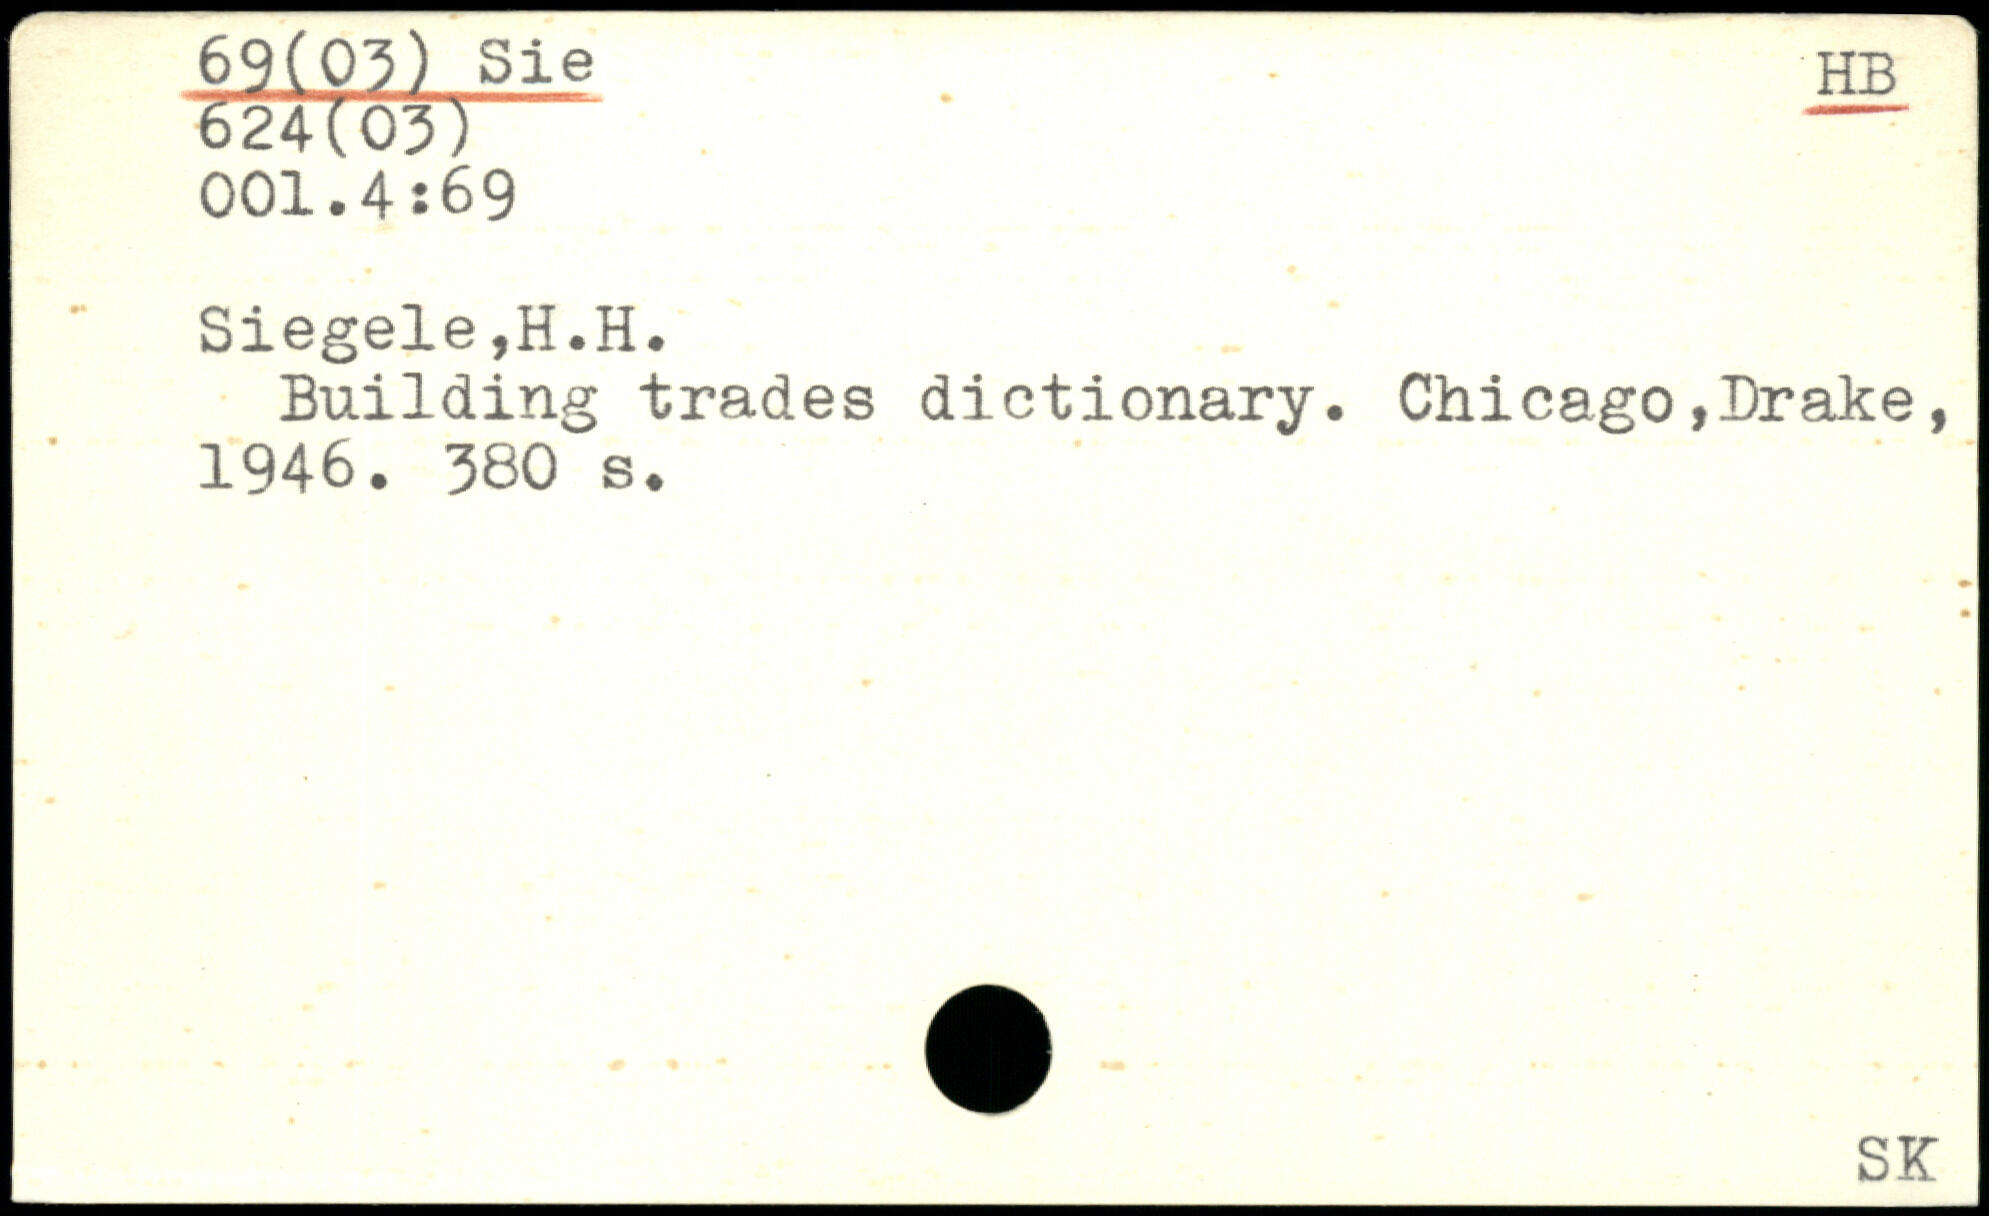 69(03) Sie
HB
624(03)
001.4:69
Siegele,H.H.
Building trades dictionary. Chicago,Drake,
1946. 380 s.
SK